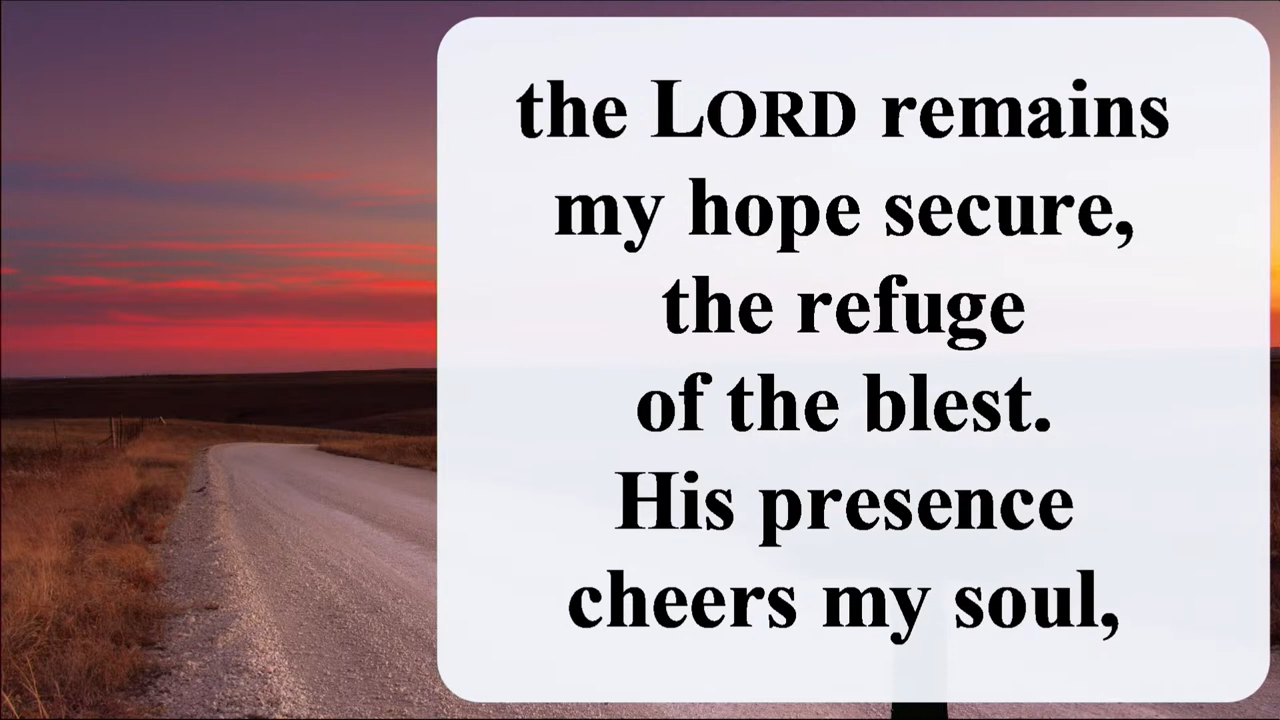 the LORD remains
my hope secure,
the refuge
of the blest.
His presence
cheers my soul,